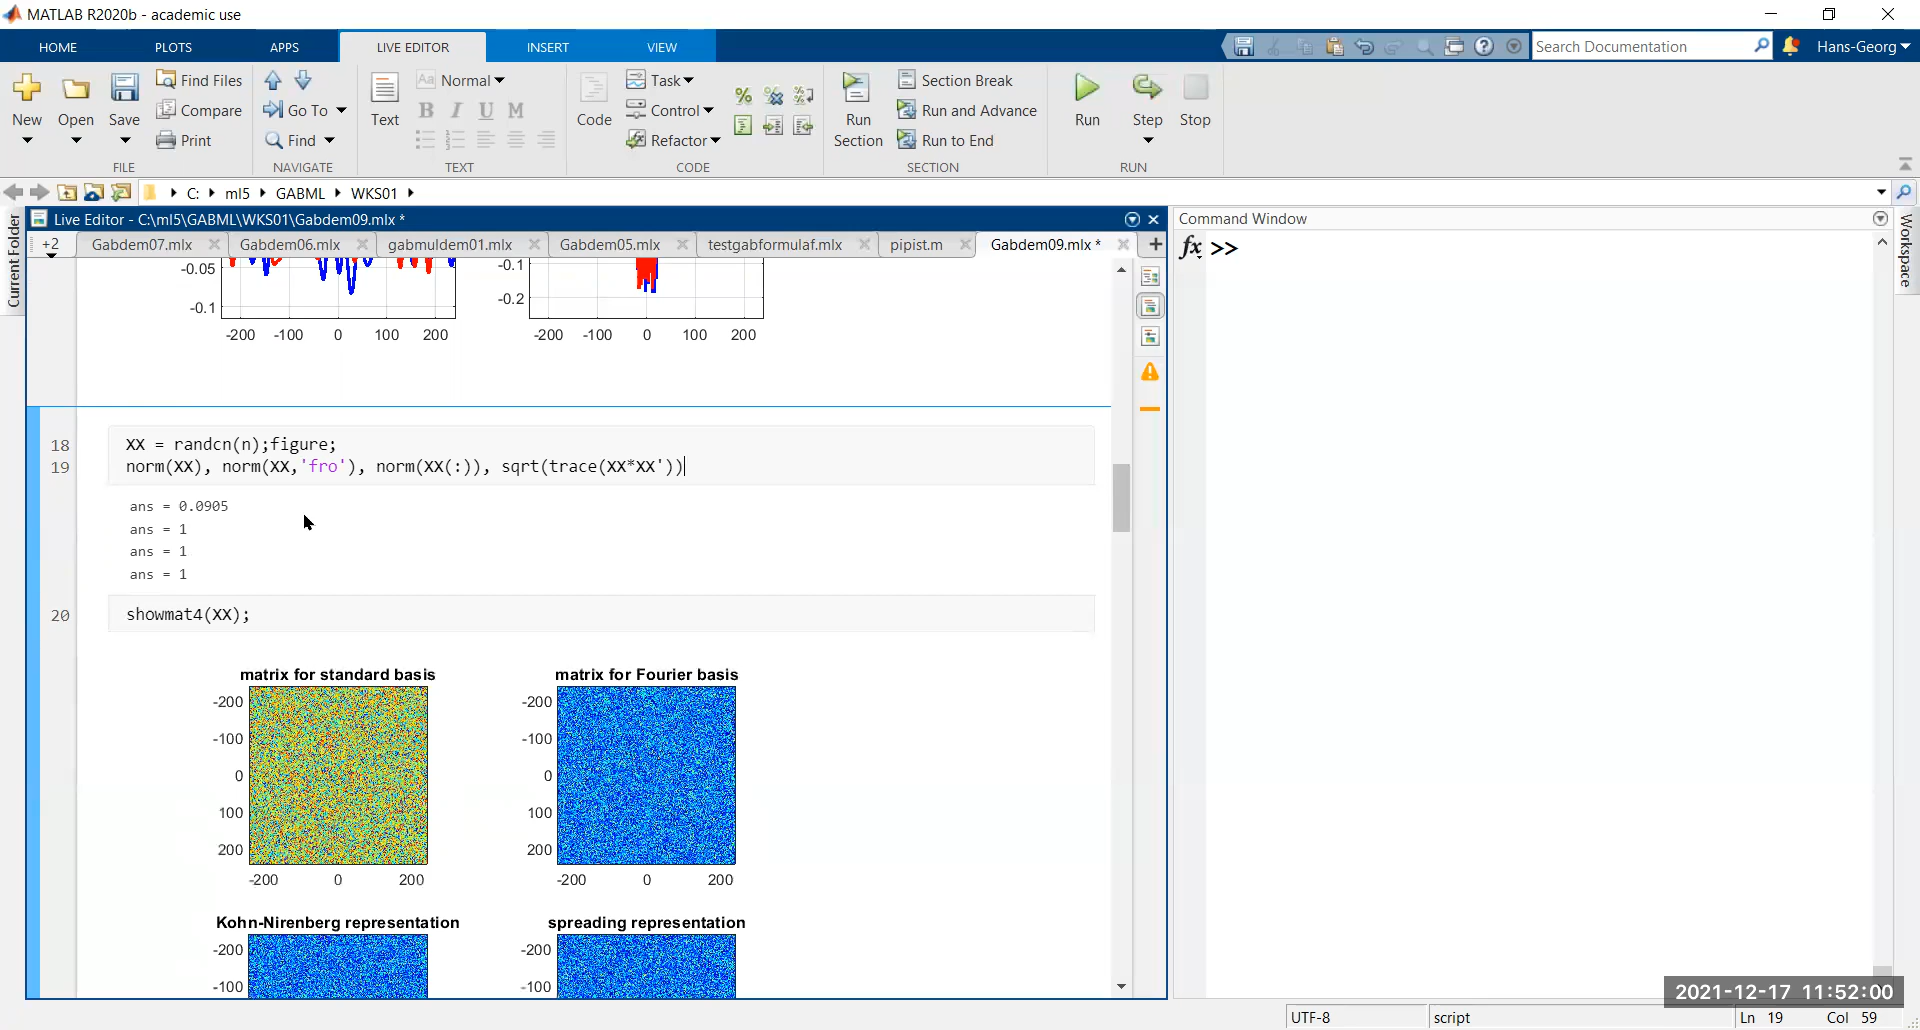 MATLAB R2020b - academic use
HOME PLOTS APPS LIVE EDITOR INSERT VIEW
Search Documentation
Hans-Georg
New
Open
Save
Find Files
Compare
Print
FILE
Go To
Find
NAVIGATE
Text
Aa Normal
B I U M
TEXT
Code
Task
Control
Refactor
CODE
Run
Section
Section Break
Run and Advance
Run to End
SECTION
Run
Step
Stop
RUN
C: ▸ ml5 ▸ GABML ▸ WKS01 ▸
Current Folder
Live Editor - C:\ml5\GABML\WKS01\Gabdem09.mlx *
+2 Gabdem07.mlx Gabdem06.mlx gabmuldem01.mlx Gabdem05.mlx testgabformulaf.mlx pipist.m Gabdem09.mlx * +
-0.05
-0.1
-200 -100 0 100 200
-0.1
-0.2
-200 -100 0 100 200
18 XX = randcn(n);figure;
19 norm(XX), norm(XX,'fro'), norm(XX(:)), sqrt(trace(XX*XX'))
ans = 0.0905
ans = 1
ans = 1
ans = 1
20 showmat4(XX);
matrix for standard basis
-200
-100
0
100
200
-200 0 200
matrix for Fourier basis
-200
-100
0
100
200
-200 0 200
Kohn-Nirenberg representation
-200
-100
spreading representation
-200
-100
Command Window
fx >>
Workspace
2021-12-17 11:52:00
UTF-8 script Ln 19 Col 59